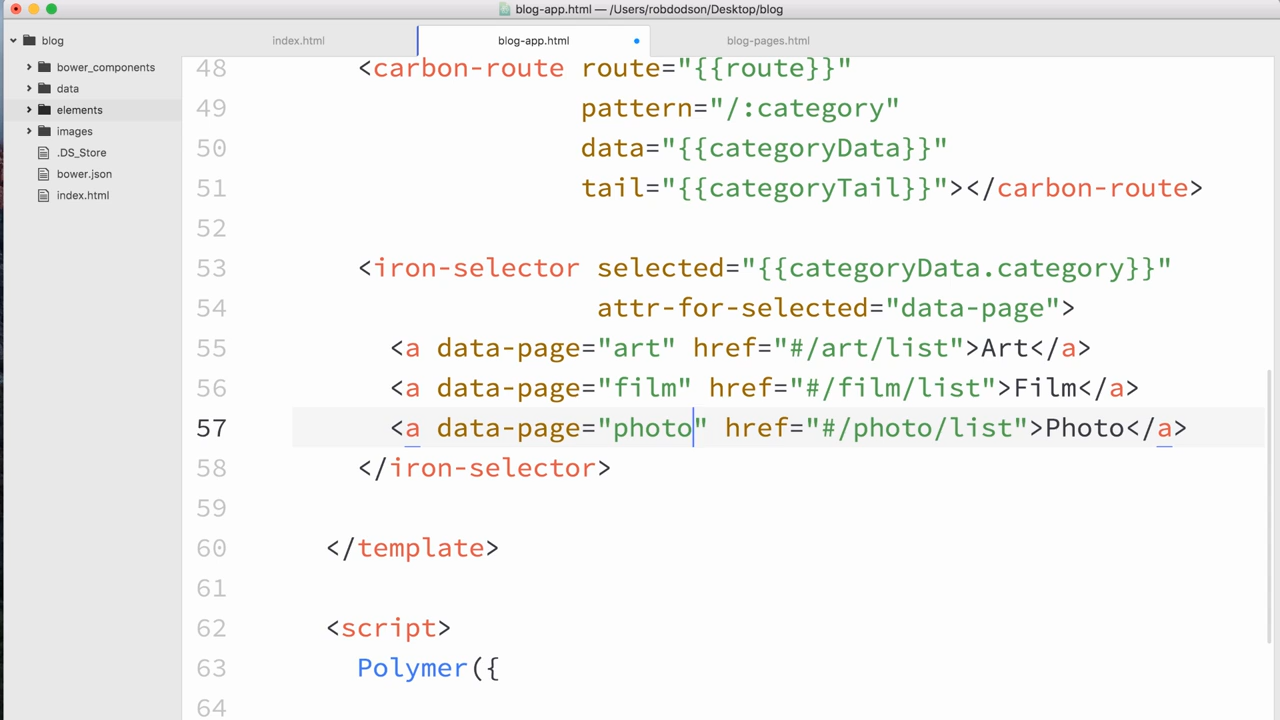 blog-app.html — /Users/robdodson/Desktop/blog
blog
bower_components
data
elements
images
.DS_Store
bower.json
index.html
index.html
blog-app.html
blog-pages.html
48 <carbon-route route="{{route}}"
49 pattern="/:category"
50 data="{{categoryData}}"
51 tail="{{categoryTail}}"></carbon-route>
52
53 <iron-selector selected="{{categoryData.category}}"
54 attr-for-selected="data-page">
55 <a data-page="art" href="#/art/list">Art</a>
56 <a data-page="film" href="#/film/list">Film</a>
57 <a data-page="photo" href="#/photo/list">Photo</a>
58 </iron-selector>
59
60 </template>
61
62 <script>
63 Polymer({
64